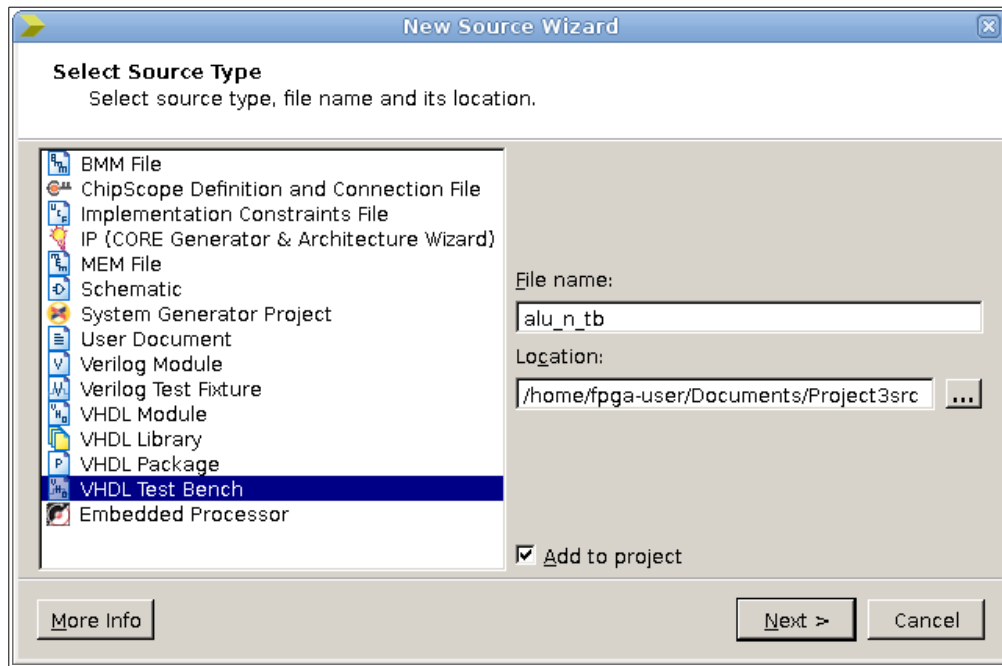 New Source Wizard
Select Source Type
Select source type, file name and its location.
BMM File
ChipScope Definition and Connection File
Implementation Constraints File
IP (CORE Generator & Architecture Wizard)
MEM File
Schematic
System Generator Project
User Document
Verilog Module
Verilog Test Fixture
VHDL Module
VHDL Library
VHDL Package
VHDL Test Bench
Embedded Processor
File name:
alu_n_tb
Location:
/home/fpga-user/Documents/Project3src
...
Add to project
More Info
Next >
Cancel